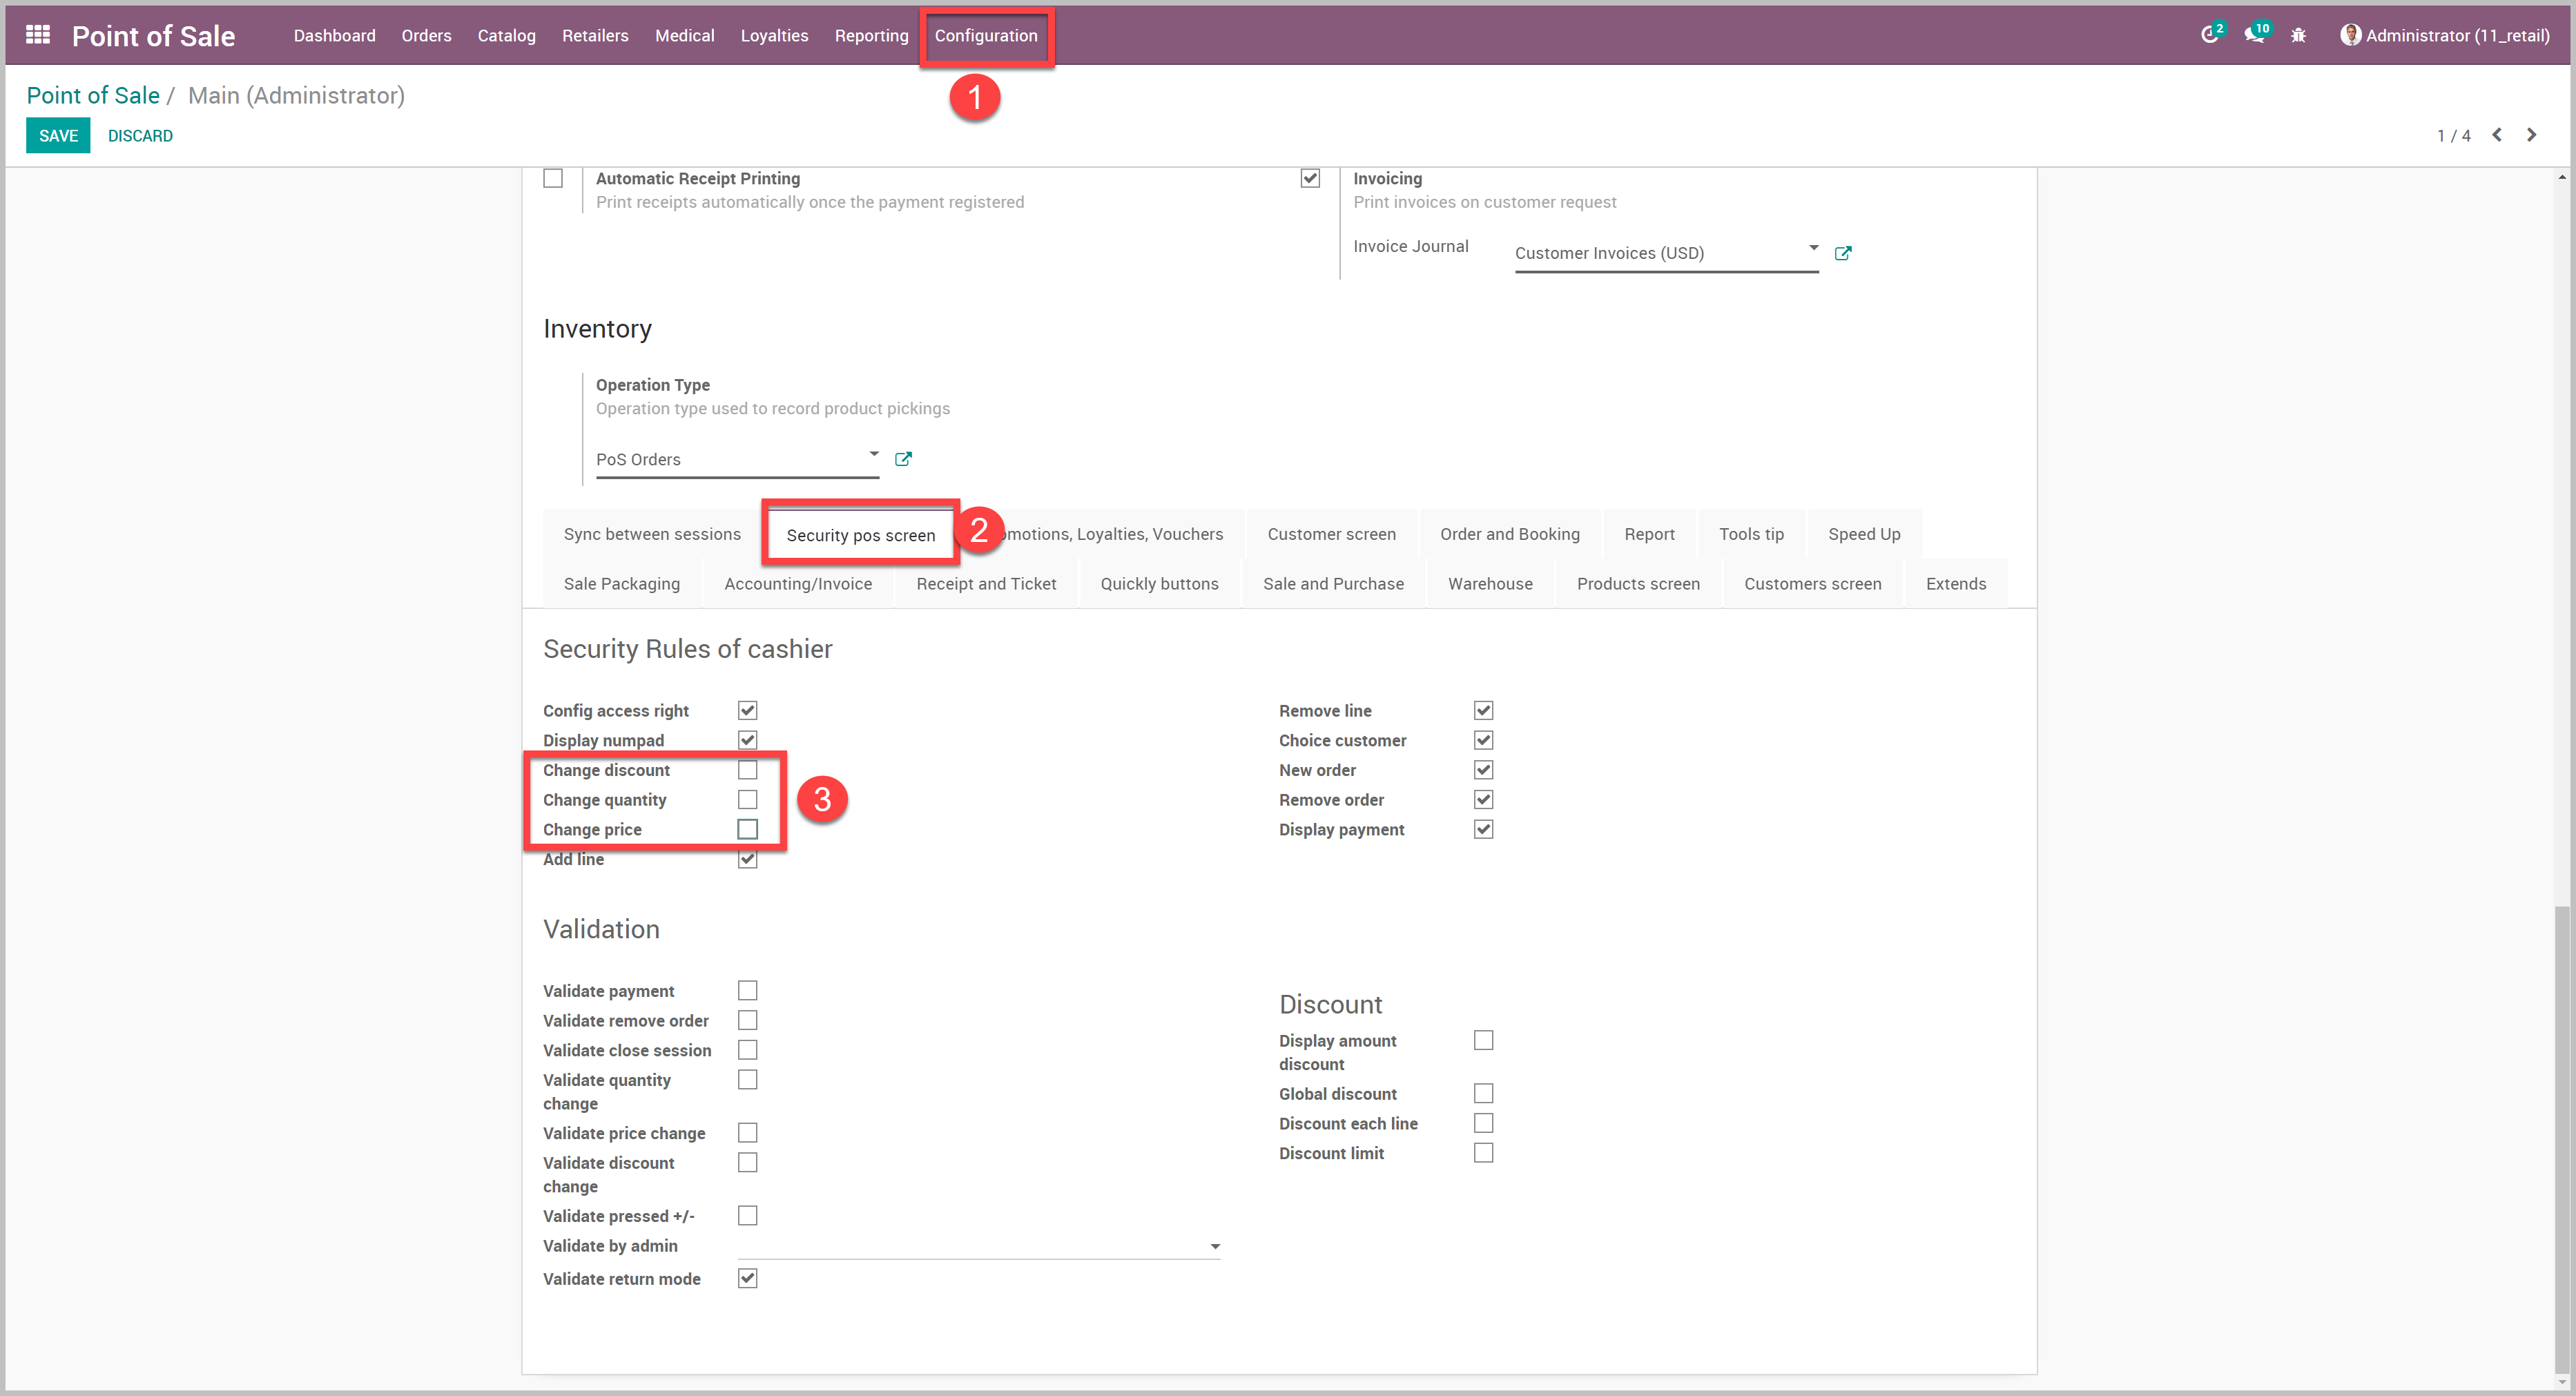 Point of Sale Dashboard Orders Catalog Retailers Medical Loyalties Reporting Configuration 2 10 Administrator (11_retail)
1
Point of Sale / Main (Administrator)
SAVE DISCARD 1 / 4
Automatic Receipt Printing
Print receipts automatically once the payment registered
Invoicing
Print invoices on customer request
Invoice Journal Customer Invoices (USD)
Inventory
Operation Type
Operation type used to record product pickings
PoS Orders
Sync between sessions Security pos screen 2 omotions, Loyalties, Vouchers Customer screen Order and Booking Report Tools tip Speed Up
Sale Packaging Accounting/Invoice Receipt and Ticket Quickly buttons Sale and Purchase Warehouse Products screen Customers screen Extends
Security Rules of cashier
Config access right
Display numpad
Change discount
Change quantity
Change price
3
Add line
Remove line
Choice customer
New order
Remove order
Display payment
Validation
Validate payment
Validate remove order
Validate close session
Validate quantity
change
Validate price change
Validate discount
change
Validate pressed +/-
Validate by admin
Validate return mode
Discount
Display amount
discount
Global discount
Discount each line
Discount limit